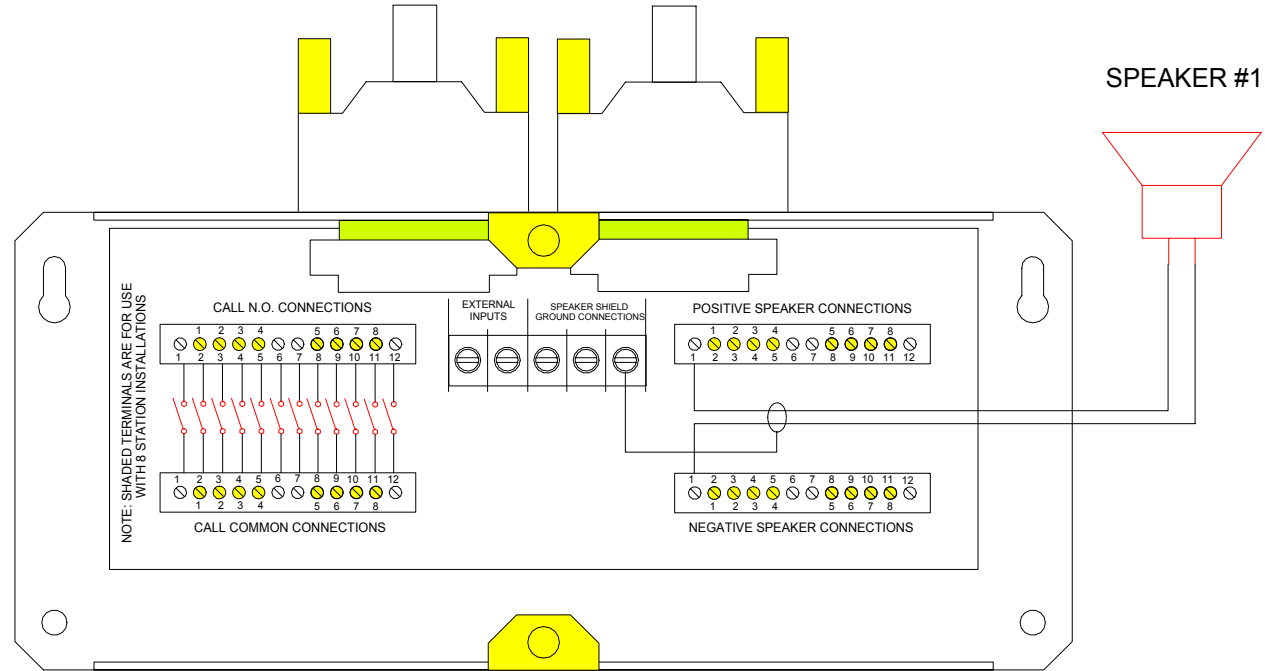 SPEAKER #1
NOTE: SHADED TERMINALS ARE FOR USE
WITH 8 STATION INSTALLATIONS
CALL N.O. CONNECTIONS
1 2 3 4 5 6 7 8
1 2 3 4 5 6 7 8 9 10 11 12
1 2 3 4 5 6 7 8 9 10 11 12
1 2 3 4 5 6 7 8
CALL COMMON CONNECTIONS
EXTERNAL
INPUTS
SPEAKER SHIELD
GROUND CONNECTIONS
POSITIVE SPEAKER CONNECTIONS
1 2 3 4 5 6 7 8
1 2 3 4 5 6 7 8 9 10 11 12
1 2 3 4 5 6 7 8 9 10 11 12
1 2 3 4 5 6 7 8
NEGATIVE SPEAKER CONNECTIONS